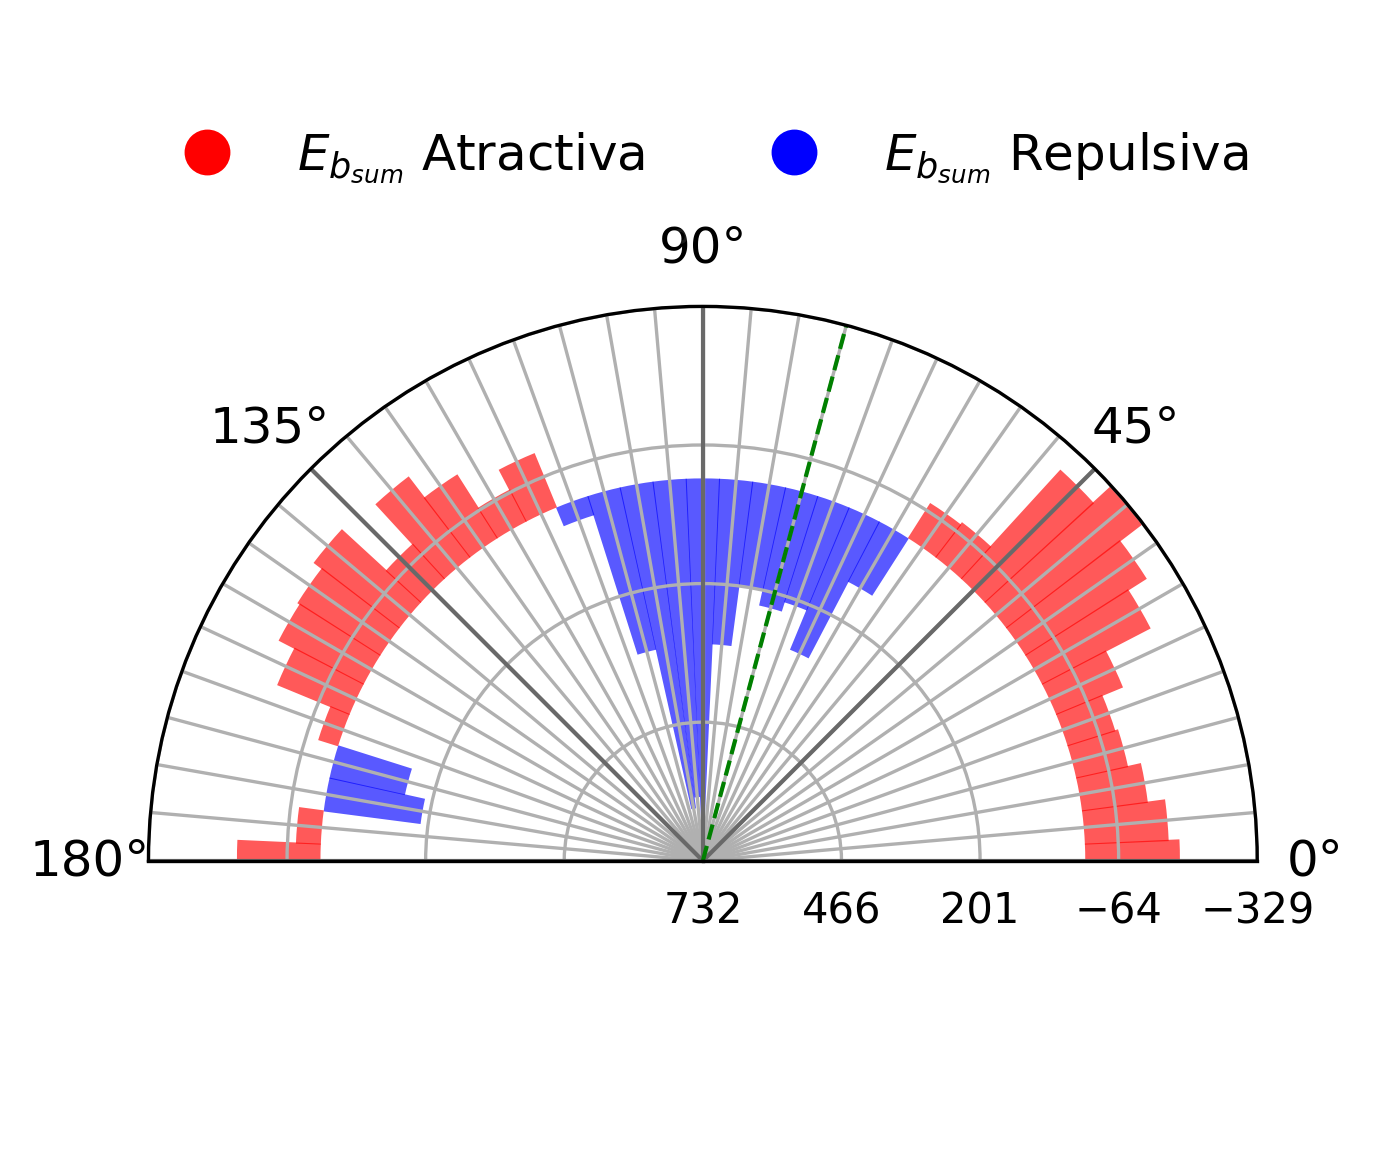 E_{b_{sum}} Atractiva E_{b_{sum}} Repulsiva
90°
135° 45°
180° 0°
732 466 201 −64 −329